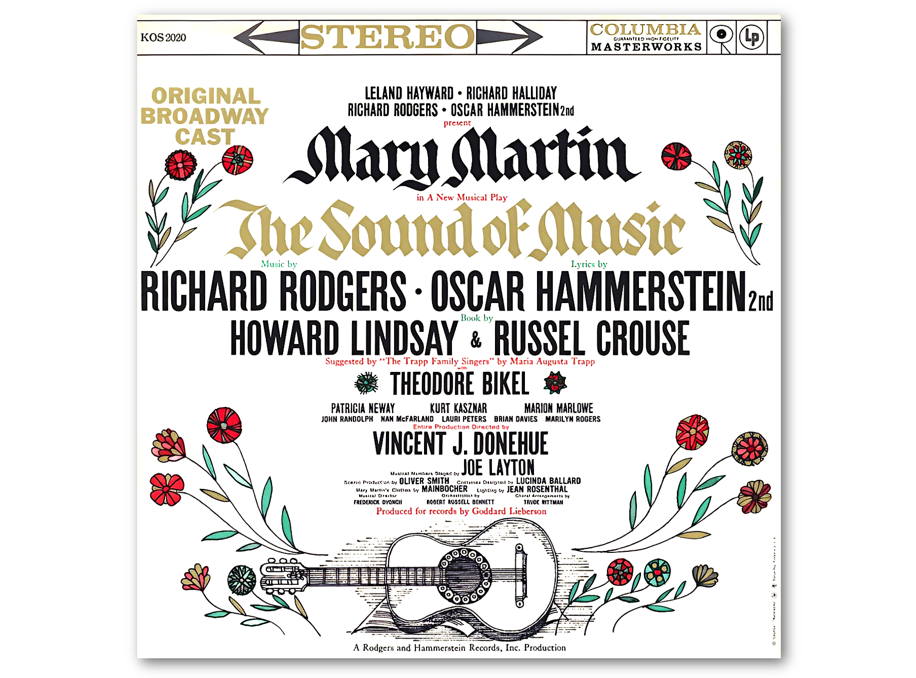 KOS 2020
STEREO
COLUMBIA
GUARANTEED HIGH FIDELITY
MASTERWORKS
Lp
ORIGINAL
BROADWAY
CAST
LELAND HAYWARD • RICHARD HALLIDAY
RICHARD RODGERS • OSCAR HAMMERSTEIN 2nd
present
Mary Martin
in A New Musical Play
The Sound of Music
Music by Lyrics by
RICHARD RODGERS · OSCAR HAMMERSTEIN 2nd
Book by
HOWARD LINDSAY & RUSSEL CROUSE
Suggested by "The Trapp Family Singers" by Maria Augusta Trapp
with
THEODORE BIKEL
PATRICIA NEWAY KURT KASZNAR MARION MARLOWE
JOHN RANDOLPH NAN McFARLAND LAURI PETERS BRIAN DAVIES MARILYN ROGERS
Entire Production Directed by
VINCENT J. DONEHUE
Musical Numbers Staged by JOE LAYTON
Scenic Production by OLIVER SMITH Costumes Designed by LUCINDA BALLARD
Mary Martin's Clothes by MAINBOCHER Lighting by JEAN ROSENTHAL
Musical Director Orchestration by Choral Arrangements by
FREDERICK DVONCH ROBERT RUSSELL BENNETT TRUDE RITTMAN
Produced for records by Goddard Lieberson
A Rodgers and Hammerstein Records, Inc. Production